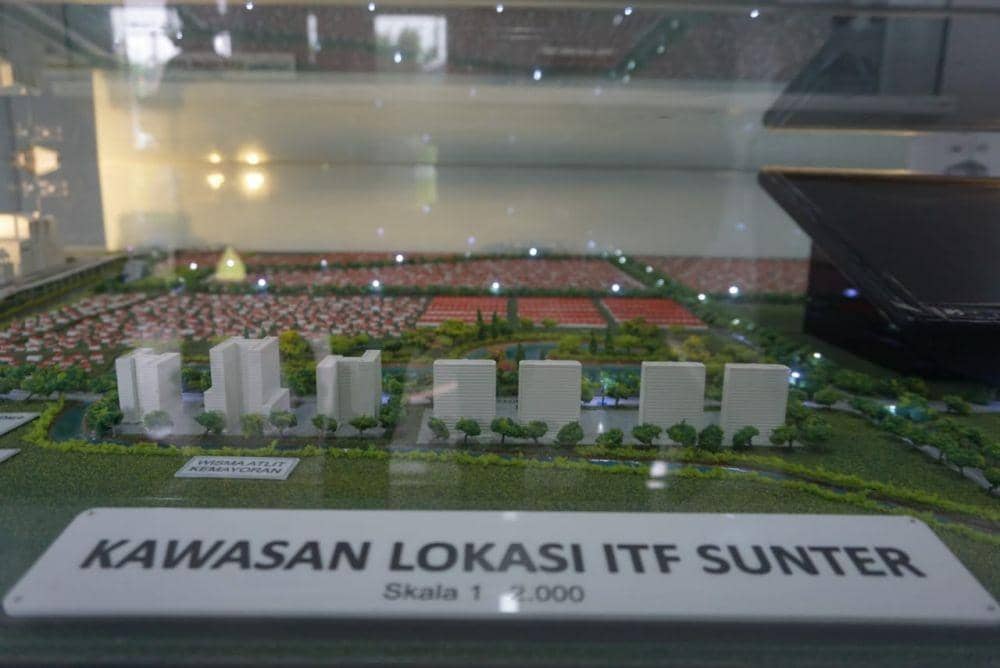 WISMA ATLIT
KEMAYORAN
KAWASAN LOKASI ITF SUNTER
Skala 1 2.000